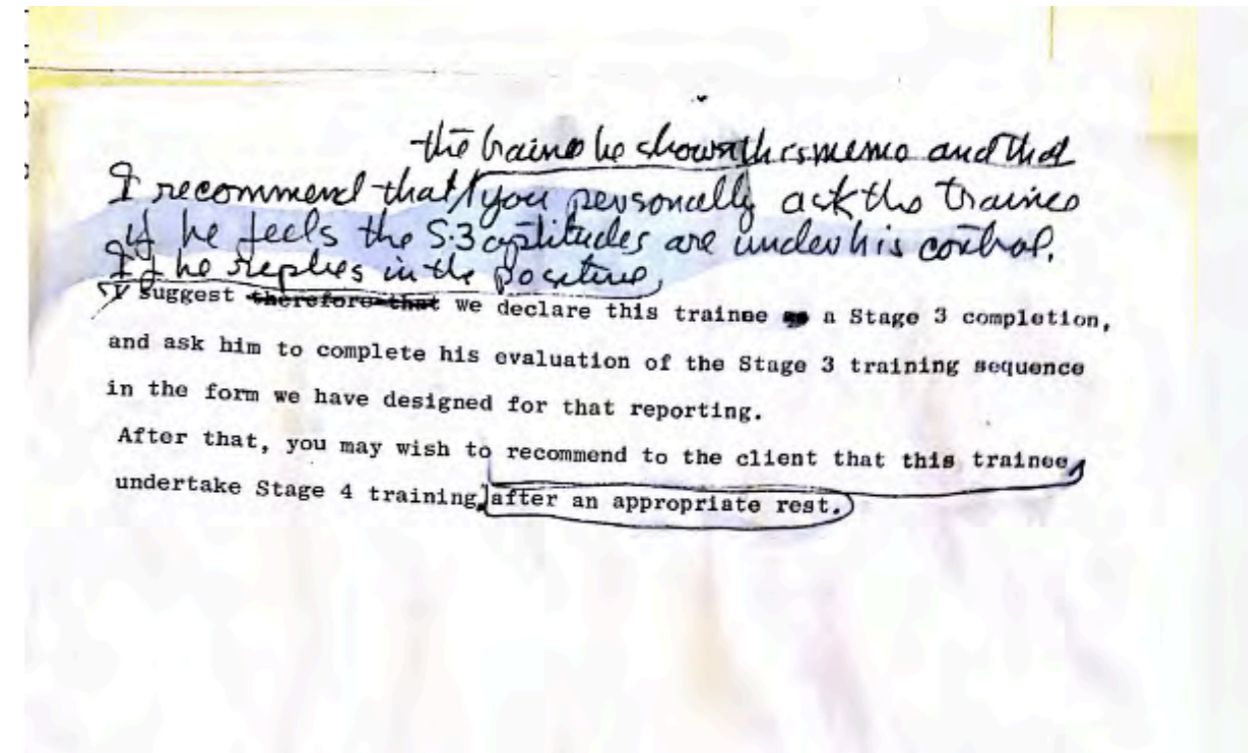 the trainee be shown this memo and that
I recommend that you personally ask the trainee
if he feels the S.3 aptitudes are under his control.
If he replies in the positive,
I suggest therefore that we declare this trainee a Stage 3 completion,
and ask him to complete his evaluation of the Stage 3 training sequence
in the form we have designed for that reporting.
After that, you may wish to recommend to the client that this trainee,
undertake Stage 4 training, after an appropriate rest.